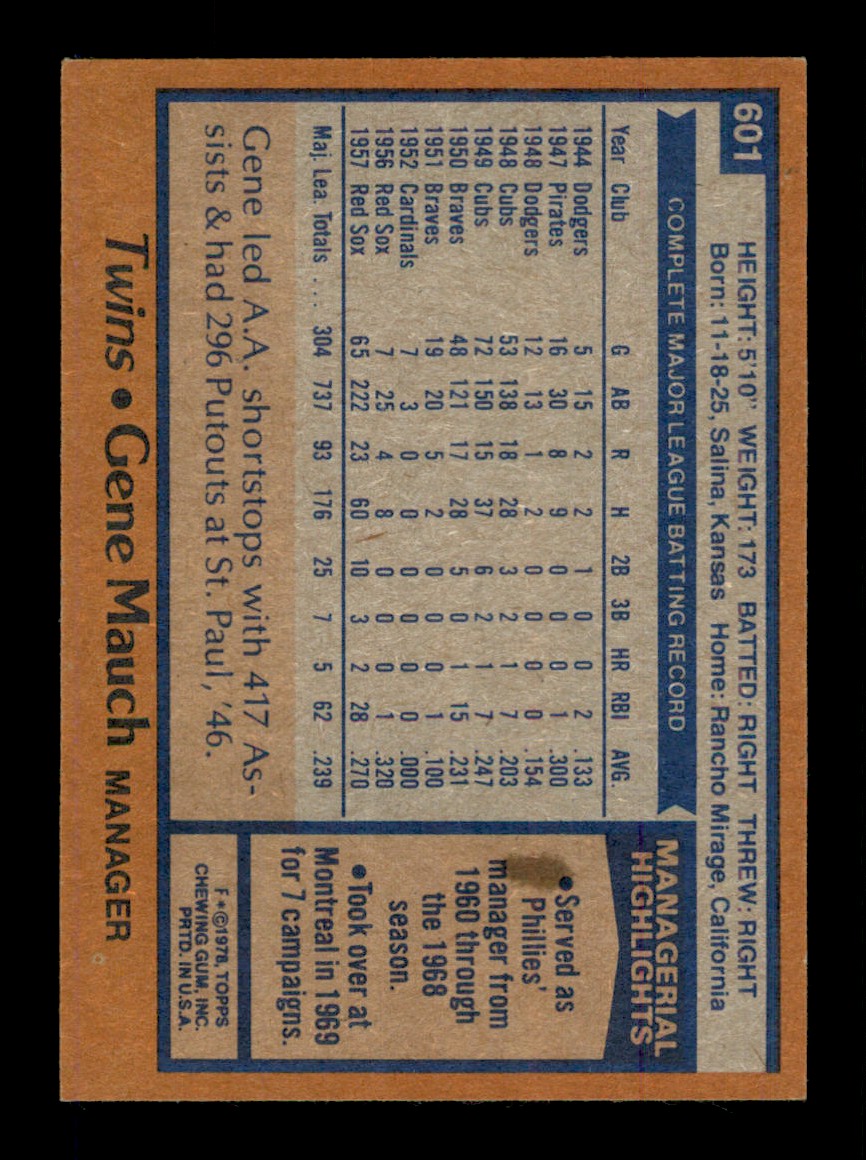 601
HEIGHT: 5'10" WEIGHT: 173 BATTED: RIGHT THREW: RIGHT
Born: 11-18-25, Salina, Kansas Home: Rancho Mirage, California
COMPLETE MAJOR LEAGUE BATTING RECORD
Year Club G AB R H 2B 3B HR RBI AVG.
1944 Dodgers 5 15 2 2 1 0 0 2 .133
1947 Pirates 16 30 8 9 0 0 0 1 .300
1948 Dodgers 12 13 1 2 0 0 0 0 .154
1948 Cubs 53 138 18 28 3 2 1 7 .203
1949 Cubs 72 150 15 37 6 2 1 7 .247
1950 Braves 48 121 17 28 5 0 1 15 .231
1951 Braves 19 20 5 2 0 0 0 1 .100
1952 Cardinals 7 3 0 0 0 0 0 0 .000
1956 Red Sox 7 25 4 8 0 0 0 1 .320
1957 Red Sox 65 222 23 60 10 3 2 28 .270
Maj. Lea. Totals .... 304 737 93 176 25 7 5 62 .239
Gene led A.A. shortstops with 417 As-
sists & had 296 Putouts at St. Paul, '46.
MANAGERIAL
HIGHLIGHTS
•Served as
Phillies'
manager from
1960 through
the 1968
season.
•Took over at
Montreal in 1969
for 7 campaigns.
F*©1978, TOPPS
CHEWING GUM, INC.
PRTD. IN U.S.A.
Twins • Gene Mauch MANAGER